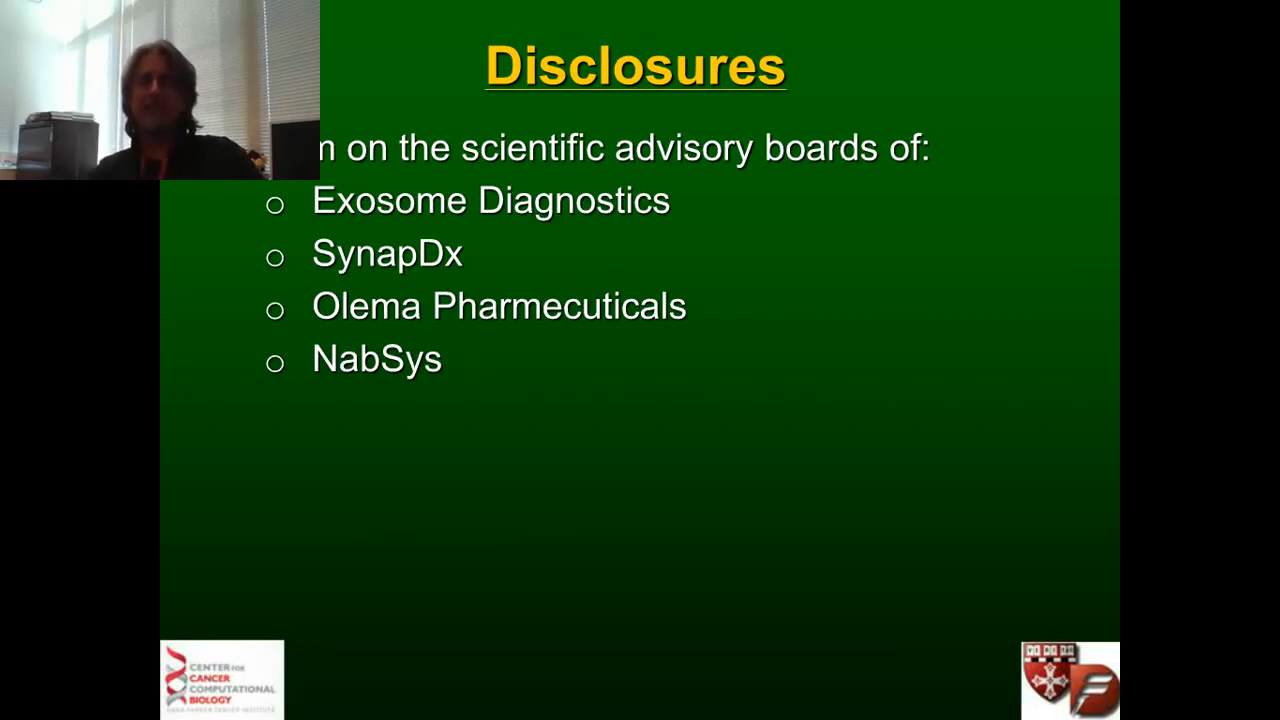 Disclosures
m on the scientific advisory boards of:
Exosome Diagnostics
SynapDx
Olema Pharmecuticals
NabSys
CENTER FOR
CANCER
COMPUTATIONAL
BIOLOGY